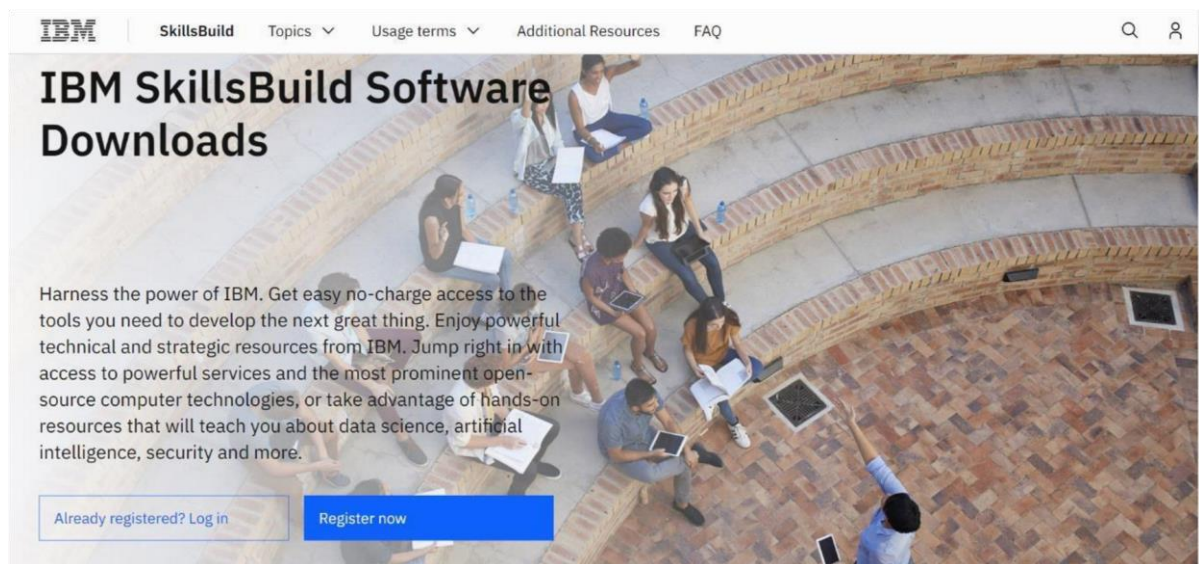 IBM SkillsBuild Topics Usage terms Additional Resources FAQ
IBM SkillsBuild Software
Downloads
Harness the power of IBM. Get easy no-charge access to the
tools you need to develop the next great thing. Enjoy powerful
technical and strategic resources from IBM. Jump right in with
access to powerful services and the most prominent open-
source computer technologies, or take advantage of hands-on
resources that will teach you about data science, artificial
intelligence, security and more.
Already registered? Log in
Register now